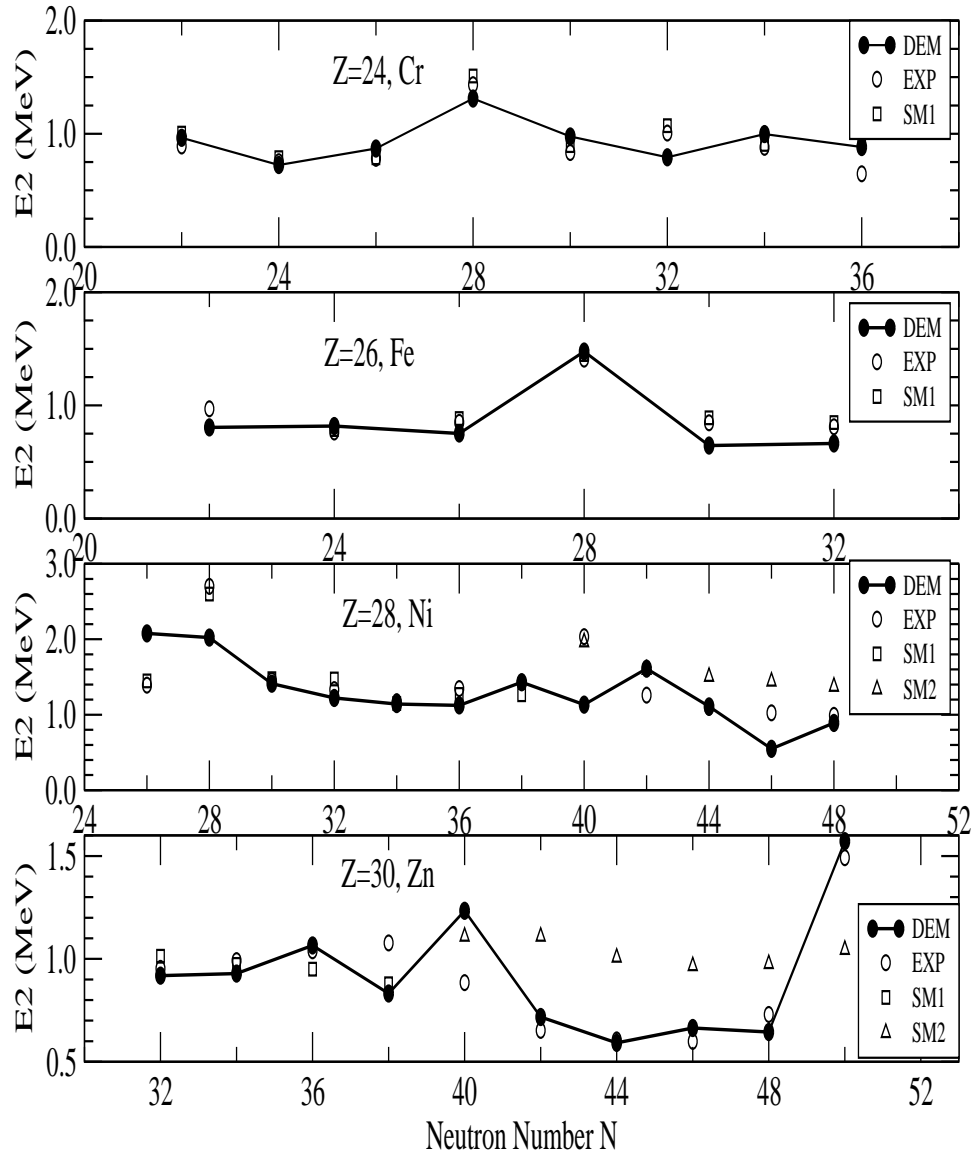 2.0
1.0
0.0
E2 (MeV)
Z=24, Cr
DEM
EXP
SM1
20 24 28 32 36
2.0
1.0
0.0
E2 (MeV)
Z=26, Fe
DEM
EXP
SM1
20 24 28 32
3.0
2.0
1.0
0.0
E2 (MeV)
Z=28, Ni
DEM
EXP
SM1
SM2
24 28 32 36 40 44 48 52
1.5
1.0
0.5
E2 (MeV)
Z=30, Zn
DEM
EXP
SM1
SM2
32 36 40 44 48 52
Neutron Number N